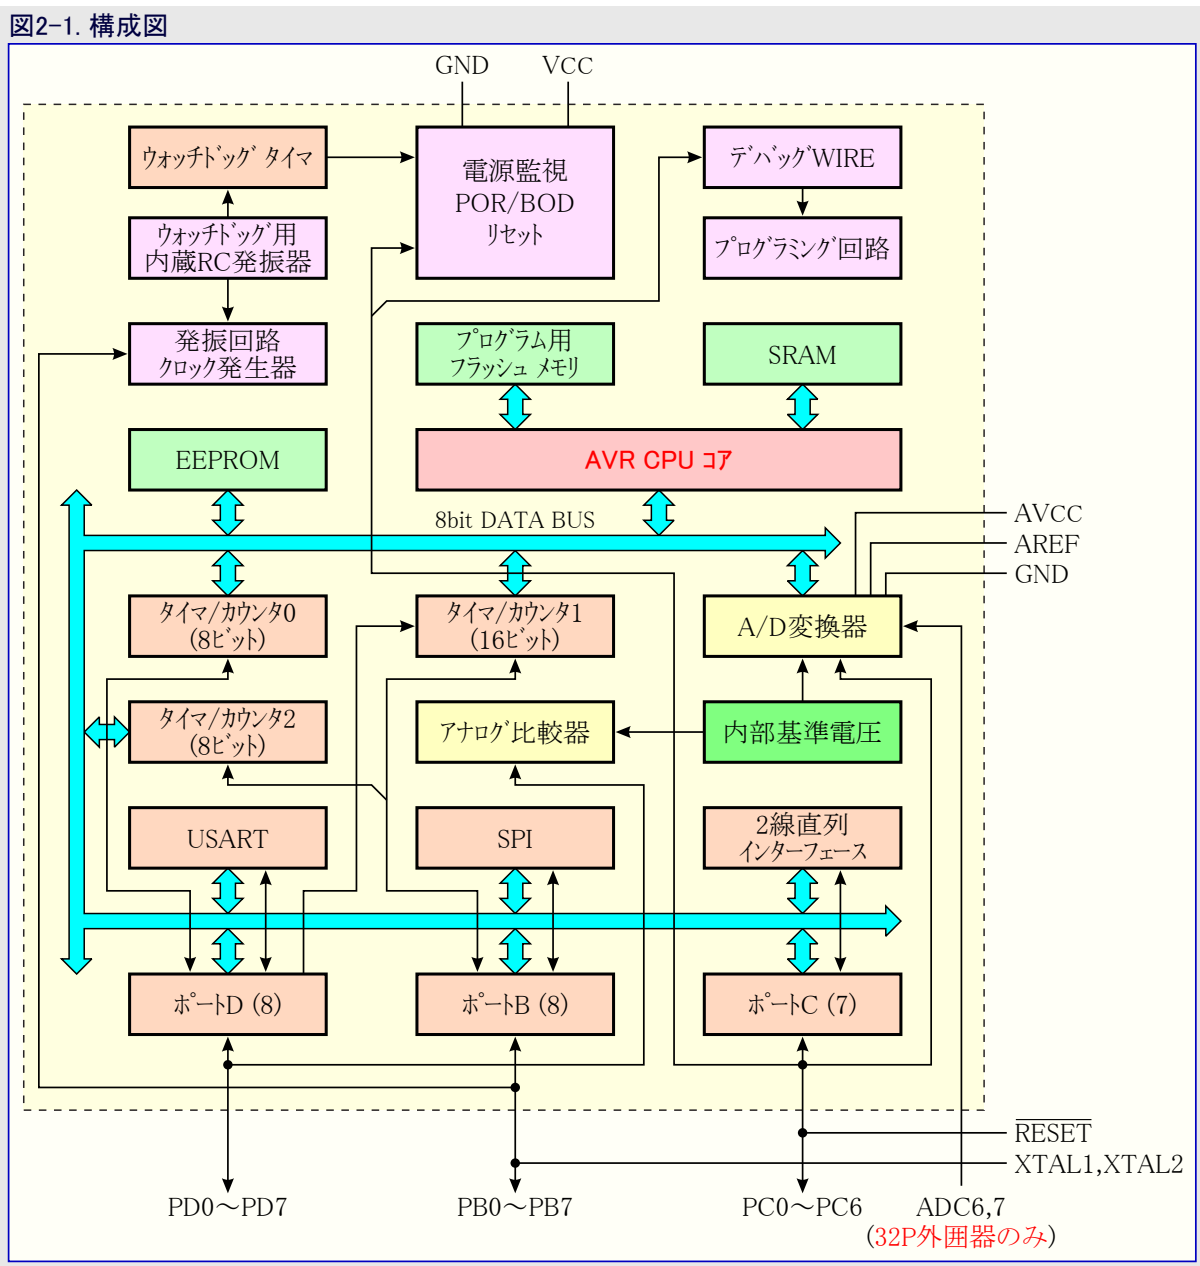 図2-1. 構成図
GND
VCC
ウォッチドッグ タイマ
電源監視
POR/BOD
リセット
デバッグWIRE
ウォッチドッグ用
内蔵RC発振器
プログラミング回路
発振回路
クロック発生器
プログラム用
フラッシュ メモリ
SRAM
EEPROM
AVR CPU コア
8bit DATA BUS
AVCC
AREF
GND
タイマ/カウンタ0
(8ビット)
タイマ/カウンタ1
(16ビット)
A/D変換器
タイマ/カウンタ2
(8ビット)
アナログ比較器
内部基準電圧
USART
SPI
2線直列
インターフェース
ポートD (8)
ポートB (8)
ポートC (7)
RESET
XTAL1,XTAL2
PD0～PD7
PB0～PB7
PC0～PC6
ADC6,7
(32P外囲器のみ)